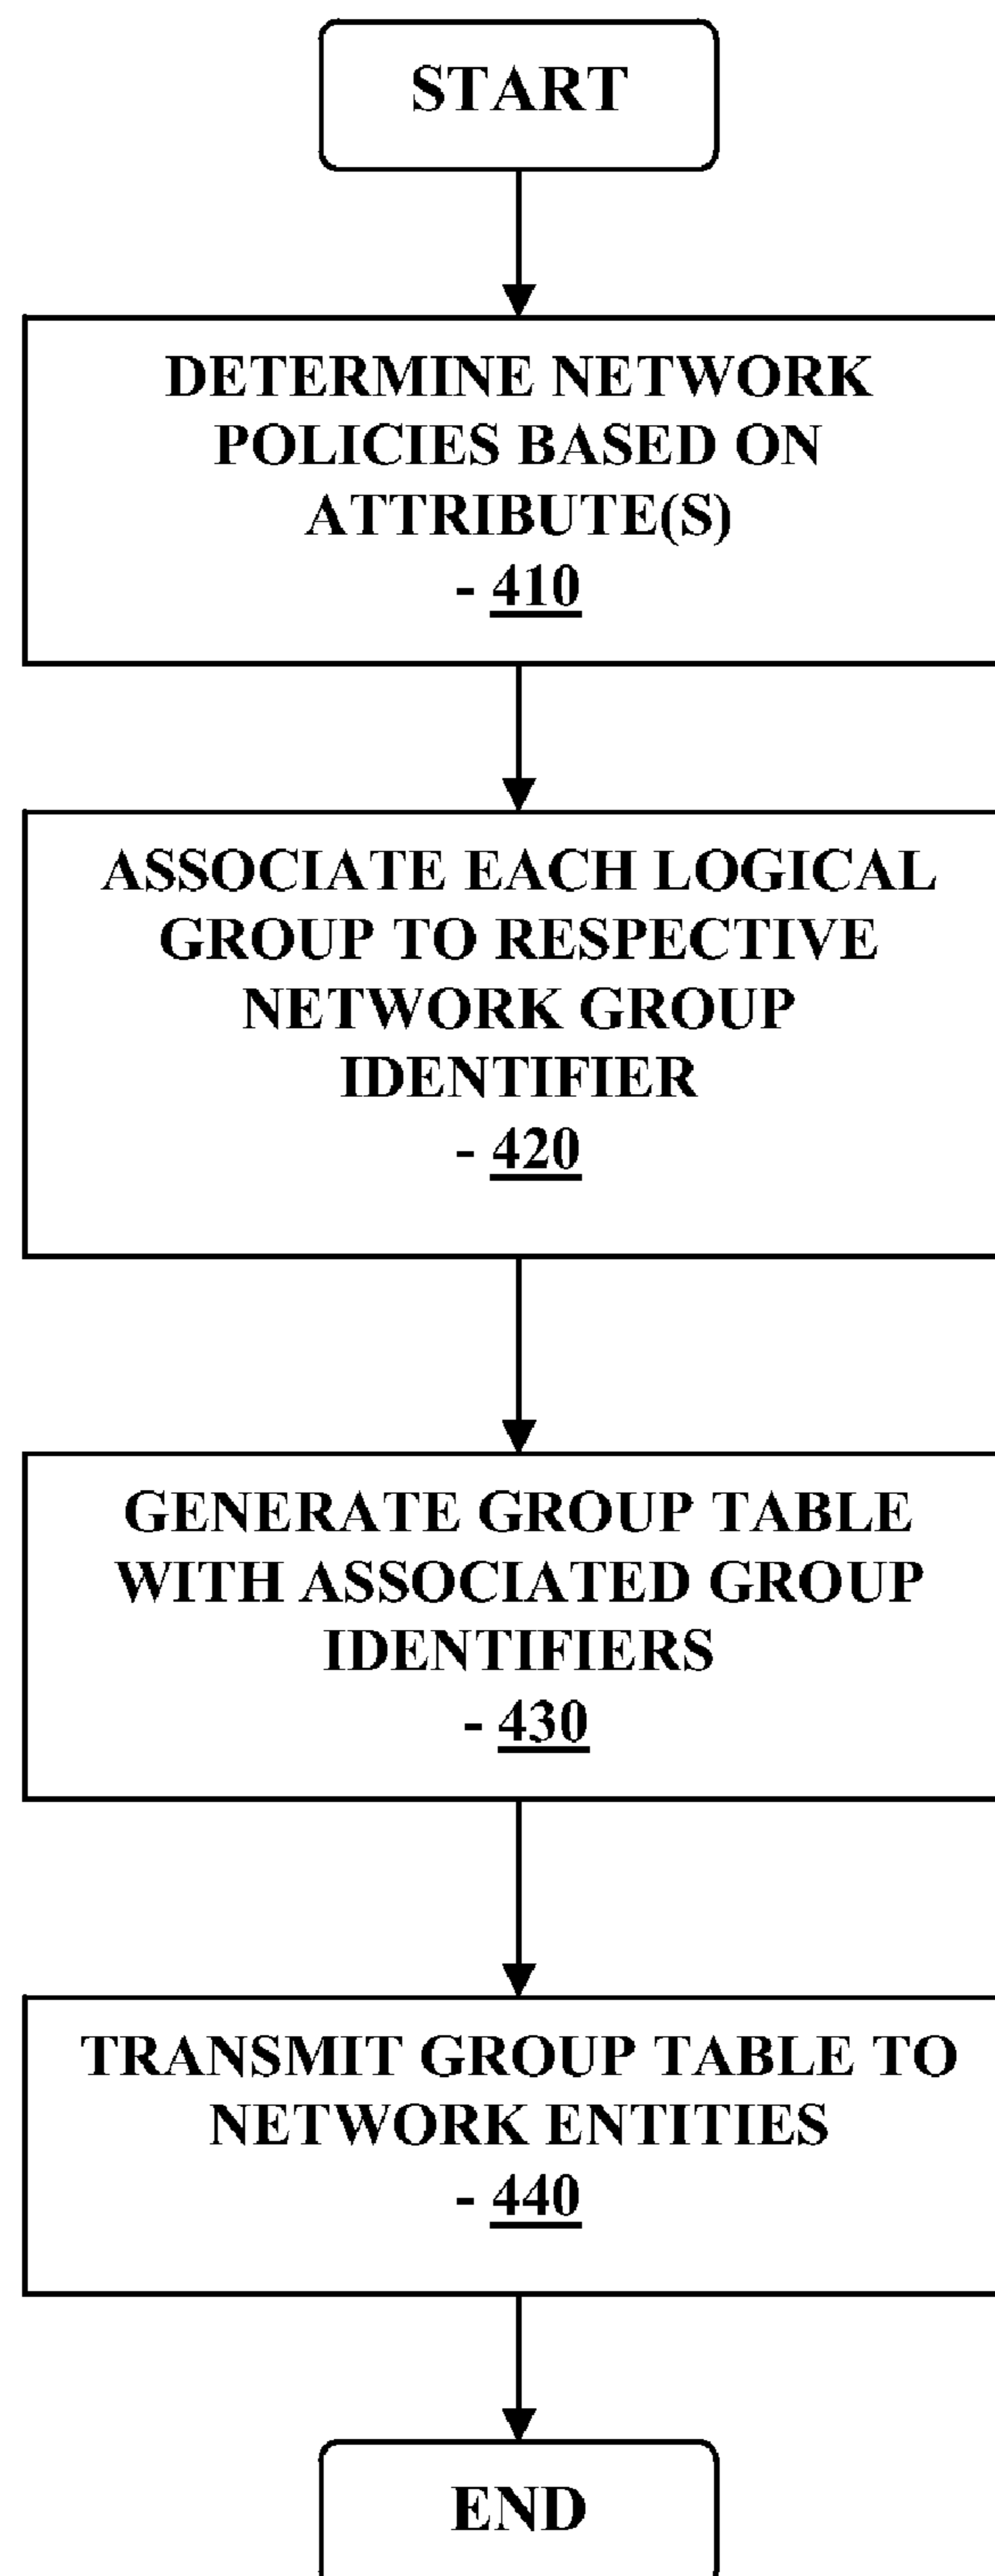 START
DETERMINE NETWORK
POLICIES BASED ON
ATTRIBUTE(S)
- 410
ASSOCIATE EACH LOGICAL
GROUP TO RESPECTIVE
NETWORK GROUP
IDENTIFIER
- 420
GENERATE GROUP TABLE
WITH ASSOCIATED GROUP
IDENTIFIERS
- 430
TRANSMIT GROUP TABLE TO
NETWORK ENTITIES
- 440
END